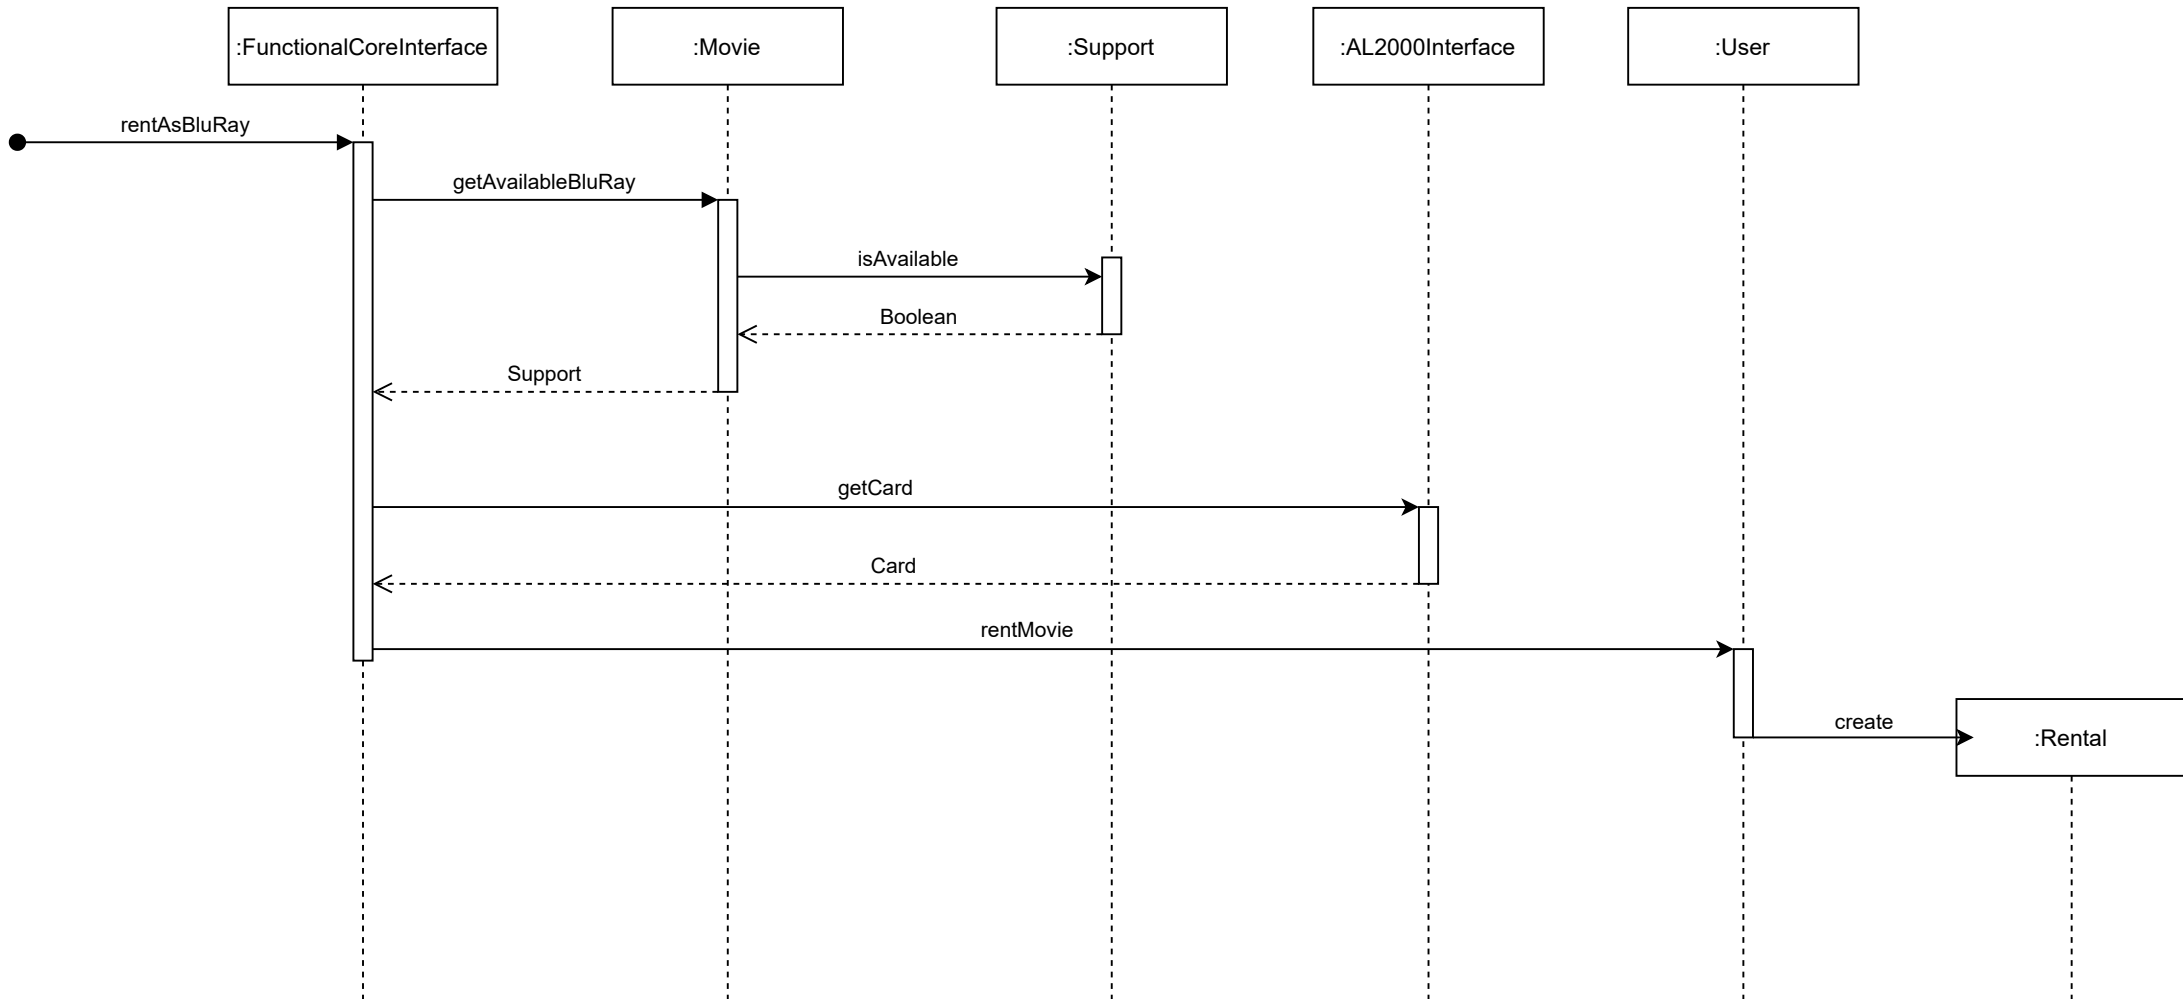 :FunctionalCoreInterface
:Movie
:Support
:AL2000Interface
:User
rentAsBluRay
getAvailableBluRay
isAvailable
Boolean
Support
getCard
Card
rentMovie
create
:Rental